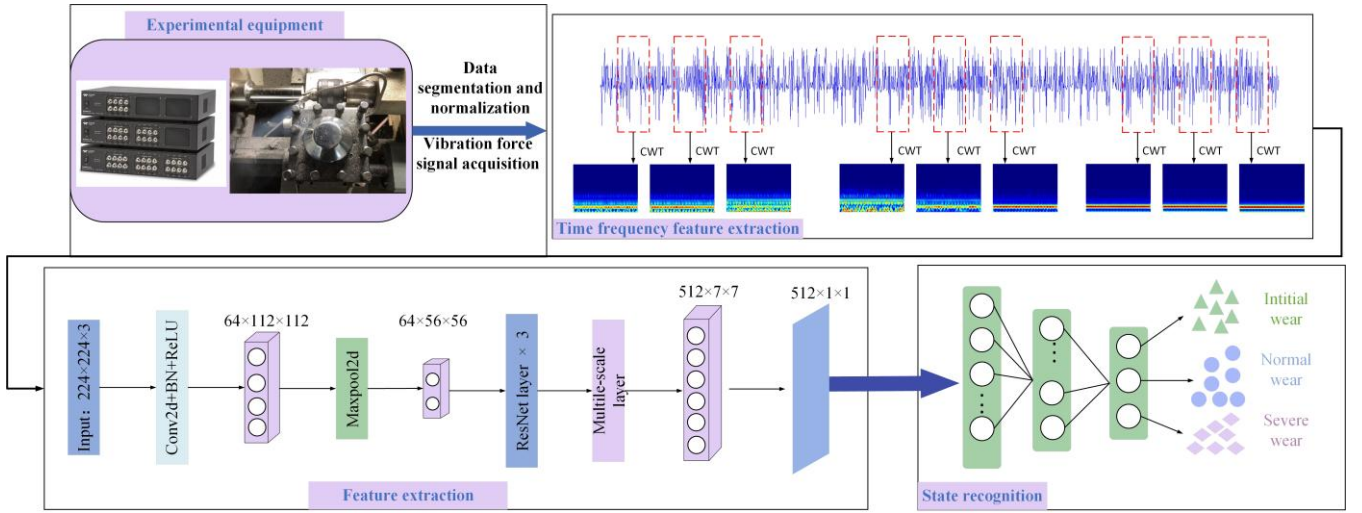 Experimental equipment
Data
segmentation and
normalization
Vibration force
signal acquisition
CWT
CWT
CWT
CWT
CWT
CWT
CWT
CWT
CWT
Time frequency feature extraction
Input: 224×224×3
Conv2d+BN+ReLU
64×112×112
Maxpool2d
64×56×56
ResNet layer × 3
Multile-scale
layer
512×7×7
512×1×1
Feature extraction
Intitial
wear
Normal
wear
Severe
wear
State recognition